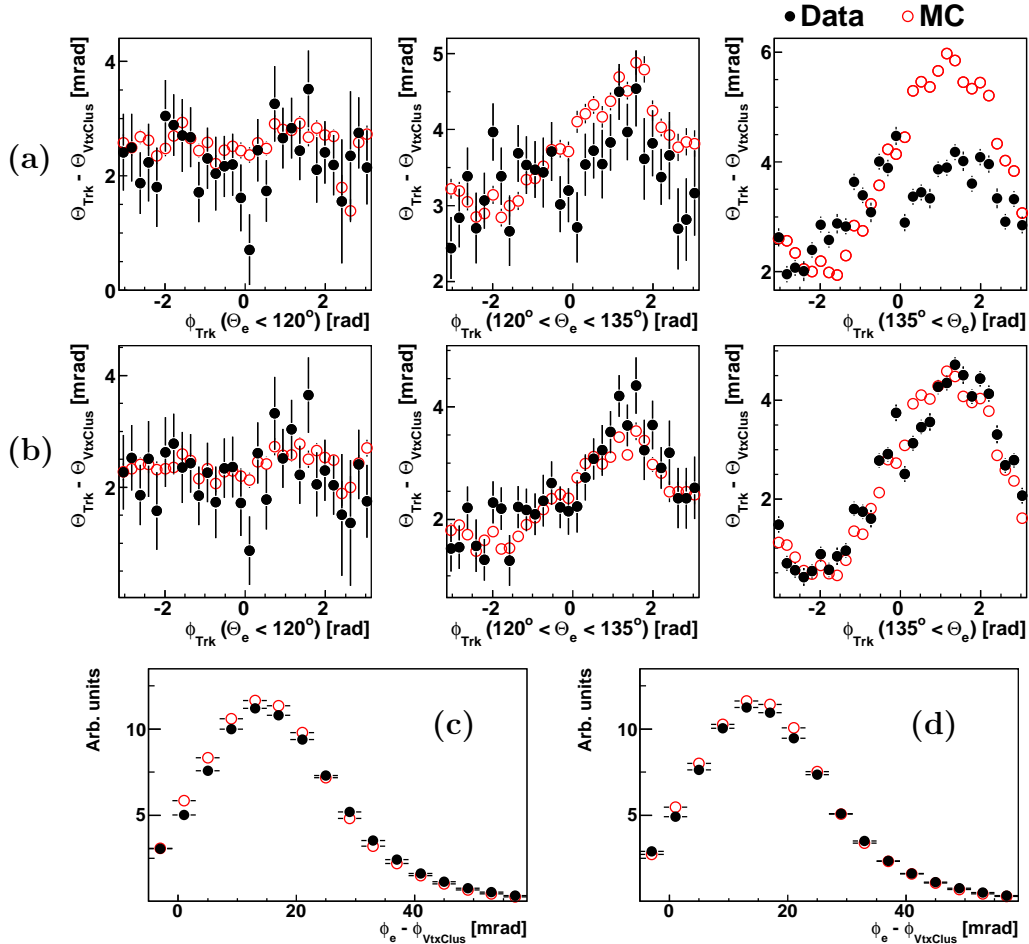 Data MC
(a)
Θ_Trk - Θ_VtxClus [mrad]
4
2
0
-2 0 2
ϕ_Trk (Θ_e < 120°) [rad]
Θ_Trk - Θ_VtxClus [mrad]
5
4
3
2
-2 0 2
ϕ_Trk (120° < Θ_e < 135°) [rad]
Θ_Trk - Θ_VtxClus [mrad]
6
4
2
-2 0 2
ϕ_Trk (135° < Θ_e) [rad]
(b)
Θ_Trk - Θ_VtxClus [mrad]
4
2
0
-2 0 2
ϕ_Trk (Θ_e < 120°) [rad]
Θ_Trk - Θ_VtxClus [mrad]
4
2
-2 0 2
ϕ_Trk (120° < Θ_e < 135°) [rad]
Θ_Trk - Θ_VtxClus [mrad]
4
2
-2 0 2
ϕ_Trk (135° < Θ_e) [rad]
Arb. units
10
5
(c)
0 20 40
ϕ_e - ϕ_VtxClus [mrad]
Arb. units
10
5
(d)
0 20 40
ϕ_e - ϕ_VtxClus [mrad]